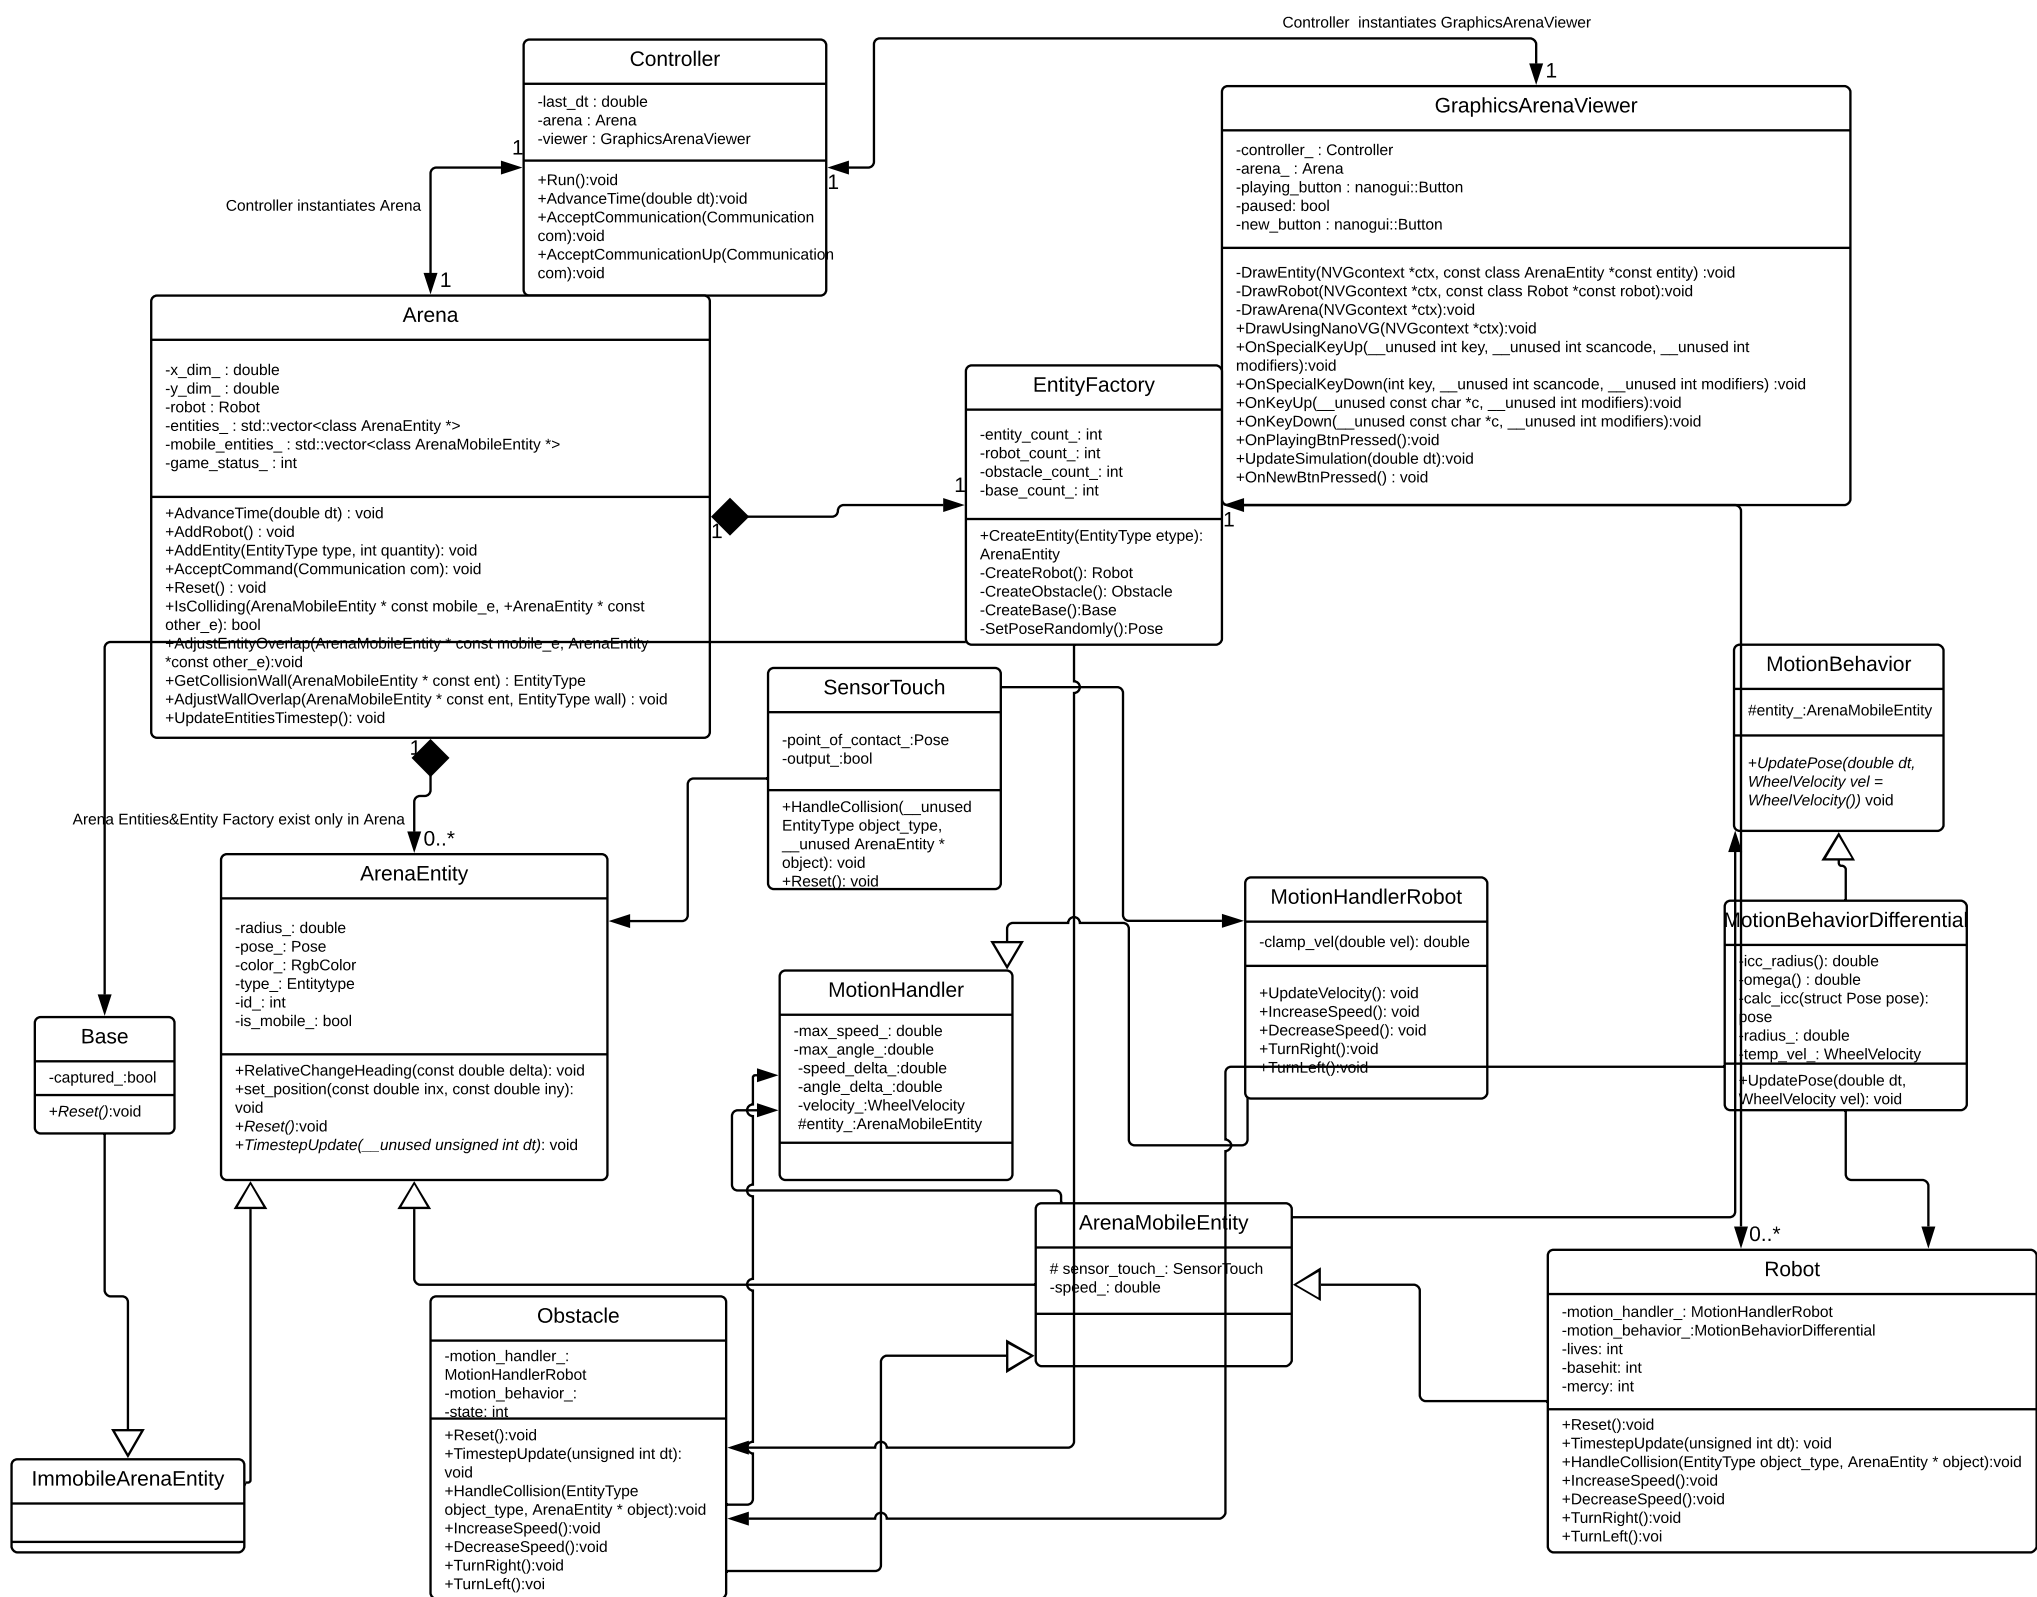 Controller  instantiates GraphicsArenaViewer
Controller
-last_dt : double
-arena : Arena
-viewer : GraphicsArenaViewer
+Run():void
+AdvanceTime(double dt):void
+AcceptCommunication(Communication
com):void
+AcceptCommunicationUp(Communication
com):void
1
1
1
GraphicsArenaViewer
-controller_ : Controller
-arena_ : Arena
-playing_button : nanogui::Button
-paused: bool
-new_button : nanogui::Button
-DrawEntity(NVGcontext *ctx, const class ArenaEntity *const entity) :void
-DrawRobot(NVGcontext *ctx, const class Robot *const robot):void
-DrawArena(NVGcontext *ctx):void
+DrawUsingNanoVG(NVGcontext *ctx):void
+OnSpecialKeyUp(__unused int key, __unused int scancode, __unused int
modifiers):void
+OnSpecialKeyDown(int key, __unused int scancode, __unused int modifiers) :void
+OnKeyUp(__unused const char *c, __unused int modifiers):void
+OnKeyDown(__unused const char *c, __unused int modifiers):void
+OnPlayingBtnPressed():void
+UpdateSimulation(double dt):void
+OnNewBtnPressed() : void
Controller instantiates Arena
1
Arena
-x_dim_ : double
-y_dim_ : double
-robot : Robot
-entities_ : std::vector<class ArenaEntity *>
-mobile_entities_ : std::vector<class ArenaMobileEntity *>
-game_status_ : int
+AdvanceTime(double dt) : void
+AddRobot() : void
+AddEntity(EntityType type, int quantity): void
+AcceptCommand(Communication com): void
+Reset() : void
+IsColliding(ArenaMobileEntity * const mobile_e, +ArenaEntity * const
other_e): bool
+AdjustEntityOverlap(ArenaMobileEntity * const mobile_e, ArenaEntity
*const other_e):void
+GetCollisionWall(ArenaMobileEntity * const ent) : EntityType
+AdjustWallOverlap(ArenaMobileEntity * const ent, EntityType wall) : void
+UpdateEntitiesTimestep(): void
1
1
1
EntityFactory
-entity_count_: int
-robot_count_: int
-obstacle_count_: int
-base_count_: int
+CreateEntity(EntityType etype):
ArenaEntity
-CreateRobot(): Robot
-CreateObstacle(): Obstacle
-CreateBase():Base
-SetPoseRandomly():Pose
1
SensorTouch
-point_of_contact_:Pose
-output_:bool
+HandleCollision(__unused
EntityType object_type,
__unused ArenaEntity *
object): void
+Reset(): void
MotionBehavior
#entity_:ArenaMobileEntity
+UpdatePose(double dt,
WheelVelocity vel =
WheelVelocity()) void
Arena Entities&Entity Factory exist only in Arena
0..*
ArenaEntity
-radius_: double
-pose_: Pose
-color_: RgbColor
-type_: Entitytype
-id_: int
-is_mobile_: bool
+RelativeChangeHeading(const double delta): void
+set_position(const double inx, const double iny):
void
+Reset():void
+TimestepUpdate(__unused unsigned int dt): void
MotionHandlerRobot
-clamp_vel(double vel): double
+UpdateVelocity(): void
+IncreaseSpeed(): void
+DecreaseSpeed(): void
+TurnRight():void
+TurnLeft():void
MotionBehaviorDifferential
-icc_radius(): double
-omega() : double
-calc_icc(struct Pose pose):
pose
-radius_: double
-temp_vel_: WheelVelocity
+UpdatePose(double dt,
WheelVelocity vel): void
MotionHandler
-max_speed_: double
-max_angle_:double
-speed_delta_:double
-angle_delta_:double
-velocity_:WheelVelocity
#entity_:ArenaMobileEntity
Base
-captured_:bool
+Reset():void
ArenaMobileEntity
# sensor_touch_: SensorTouch
-speed_: double
0..*
Robot
-motion_handler_: MotionHandlerRobot
-motion_behavior_:MotionBehaviorDifferential
-lives: int
-basehit: int
-mercy: int
+Reset():void
+TimestepUpdate(unsigned int dt): void
+HandleCollision(EntityType object_type, ArenaEntity * object):void
+IncreaseSpeed():void
+DecreaseSpeed():void
+TurnRight():void
+TurnLeft():voi
Obstacle
-motion_handler_:
MotionHandlerRobot
-motion_behavior_:
-state: int
+Reset():void
+TimestepUpdate(unsigned int dt):
void
+HandleCollision(EntityType
object_type, ArenaEntity * object):void
+IncreaseSpeed():void
+DecreaseSpeed():void
+TurnRight():void
+TurnLeft():voi
ImmobileArenaEntity